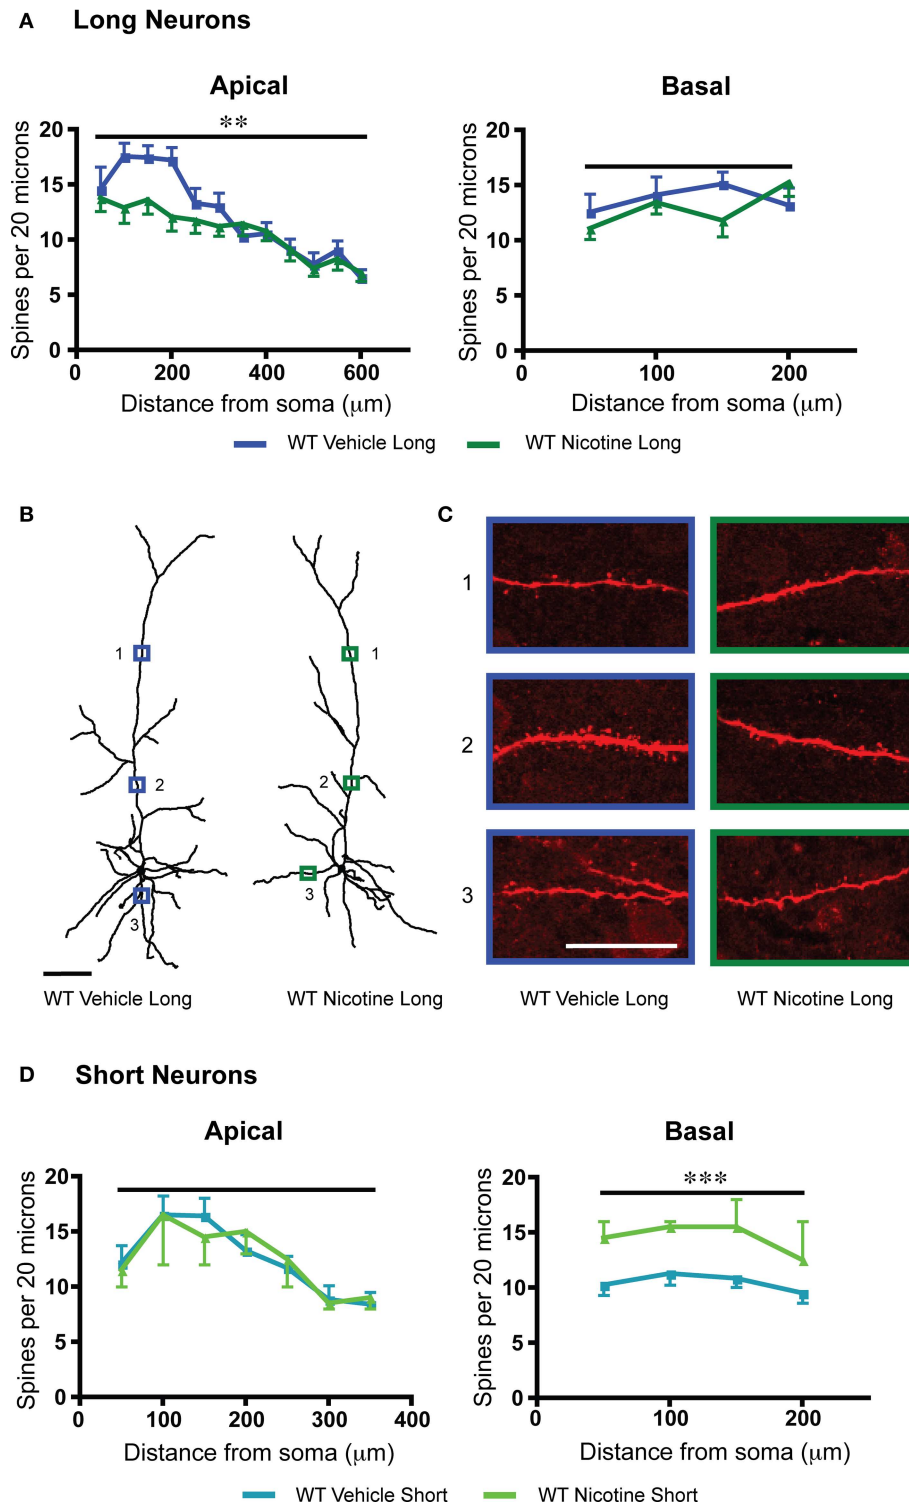 A Long Neurons
Apical
**
Spines per 20 microns
20
15
10
5
0
0 200 400 600
Distance from soma (μm)
Basal
Spines per 20 microns
20
15
10
5
0
0 100 200
Distance from soma (μm)
WT Vehicle Long WT Nicotine Long
B
1
2
3
1
2
3
WT Vehicle Long WT Nicotine Long
C
1
2
3
WT Vehicle Long WT Nicotine Long
D Short Neurons
Apical
Spines per 20 microns
20
15
10
5
0
0 100 200 300 400
Distance from soma (μm)
Basal
***
Spines per 20 microns
20
15
10
5
0
0 100 200
Distance from soma (μm)
WT Vehicle Short WT Nicotine Short